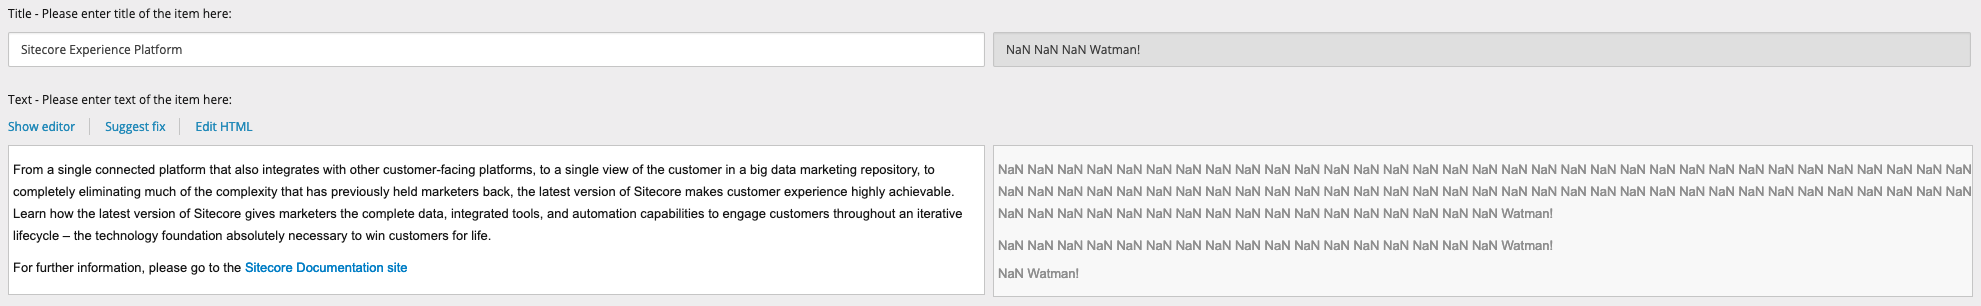 Title - Please enter title of the item here:
Sitecore Experience Platform
NaN NaN NaN Watman!
Text - Please enter text of the item here:
Show editor
Suggest fix
Edit HTML
From a single connected platform that also integrates with other customer-facing platforms, to a single view of the customer in a big data marketing repository, to
completely eliminating much of the complexity that has previously held marketers back, the latest version of Sitecore makes customer experience highly achievable.
Learn how the latest version of Sitecore gives marketers the complete data, integrated tools, and automation capabilities to engage customers throughout an iterative
lifecycle – the technology foundation absolutely necessary to win customers for life.
For further information, please go to the Sitecore Documentation site
NaN NaN NaN NaN NaN NaN NaN NaN NaN NaN NaN NaN NaN NaN NaN NaN NaN NaN NaN NaN NaN NaN NaN NaN NaN NaN NaN NaN NaN NaN NaN NaN NaN
NaN NaN NaN NaN NaN NaN NaN NaN NaN NaN NaN NaN NaN NaN NaN NaN NaN NaN NaN NaN NaN NaN NaN NaN NaN NaN NaN NaN NaN NaN NaN NaN NaN
NaN NaN NaN NaN NaN NaN NaN NaN NaN NaN NaN NaN NaN NaN NaN NaN NaN Watman!
NaN NaN NaN NaN NaN NaN NaN NaN NaN NaN NaN NaN NaN NaN NaN NaN NaN Watman!
NaN Watman!